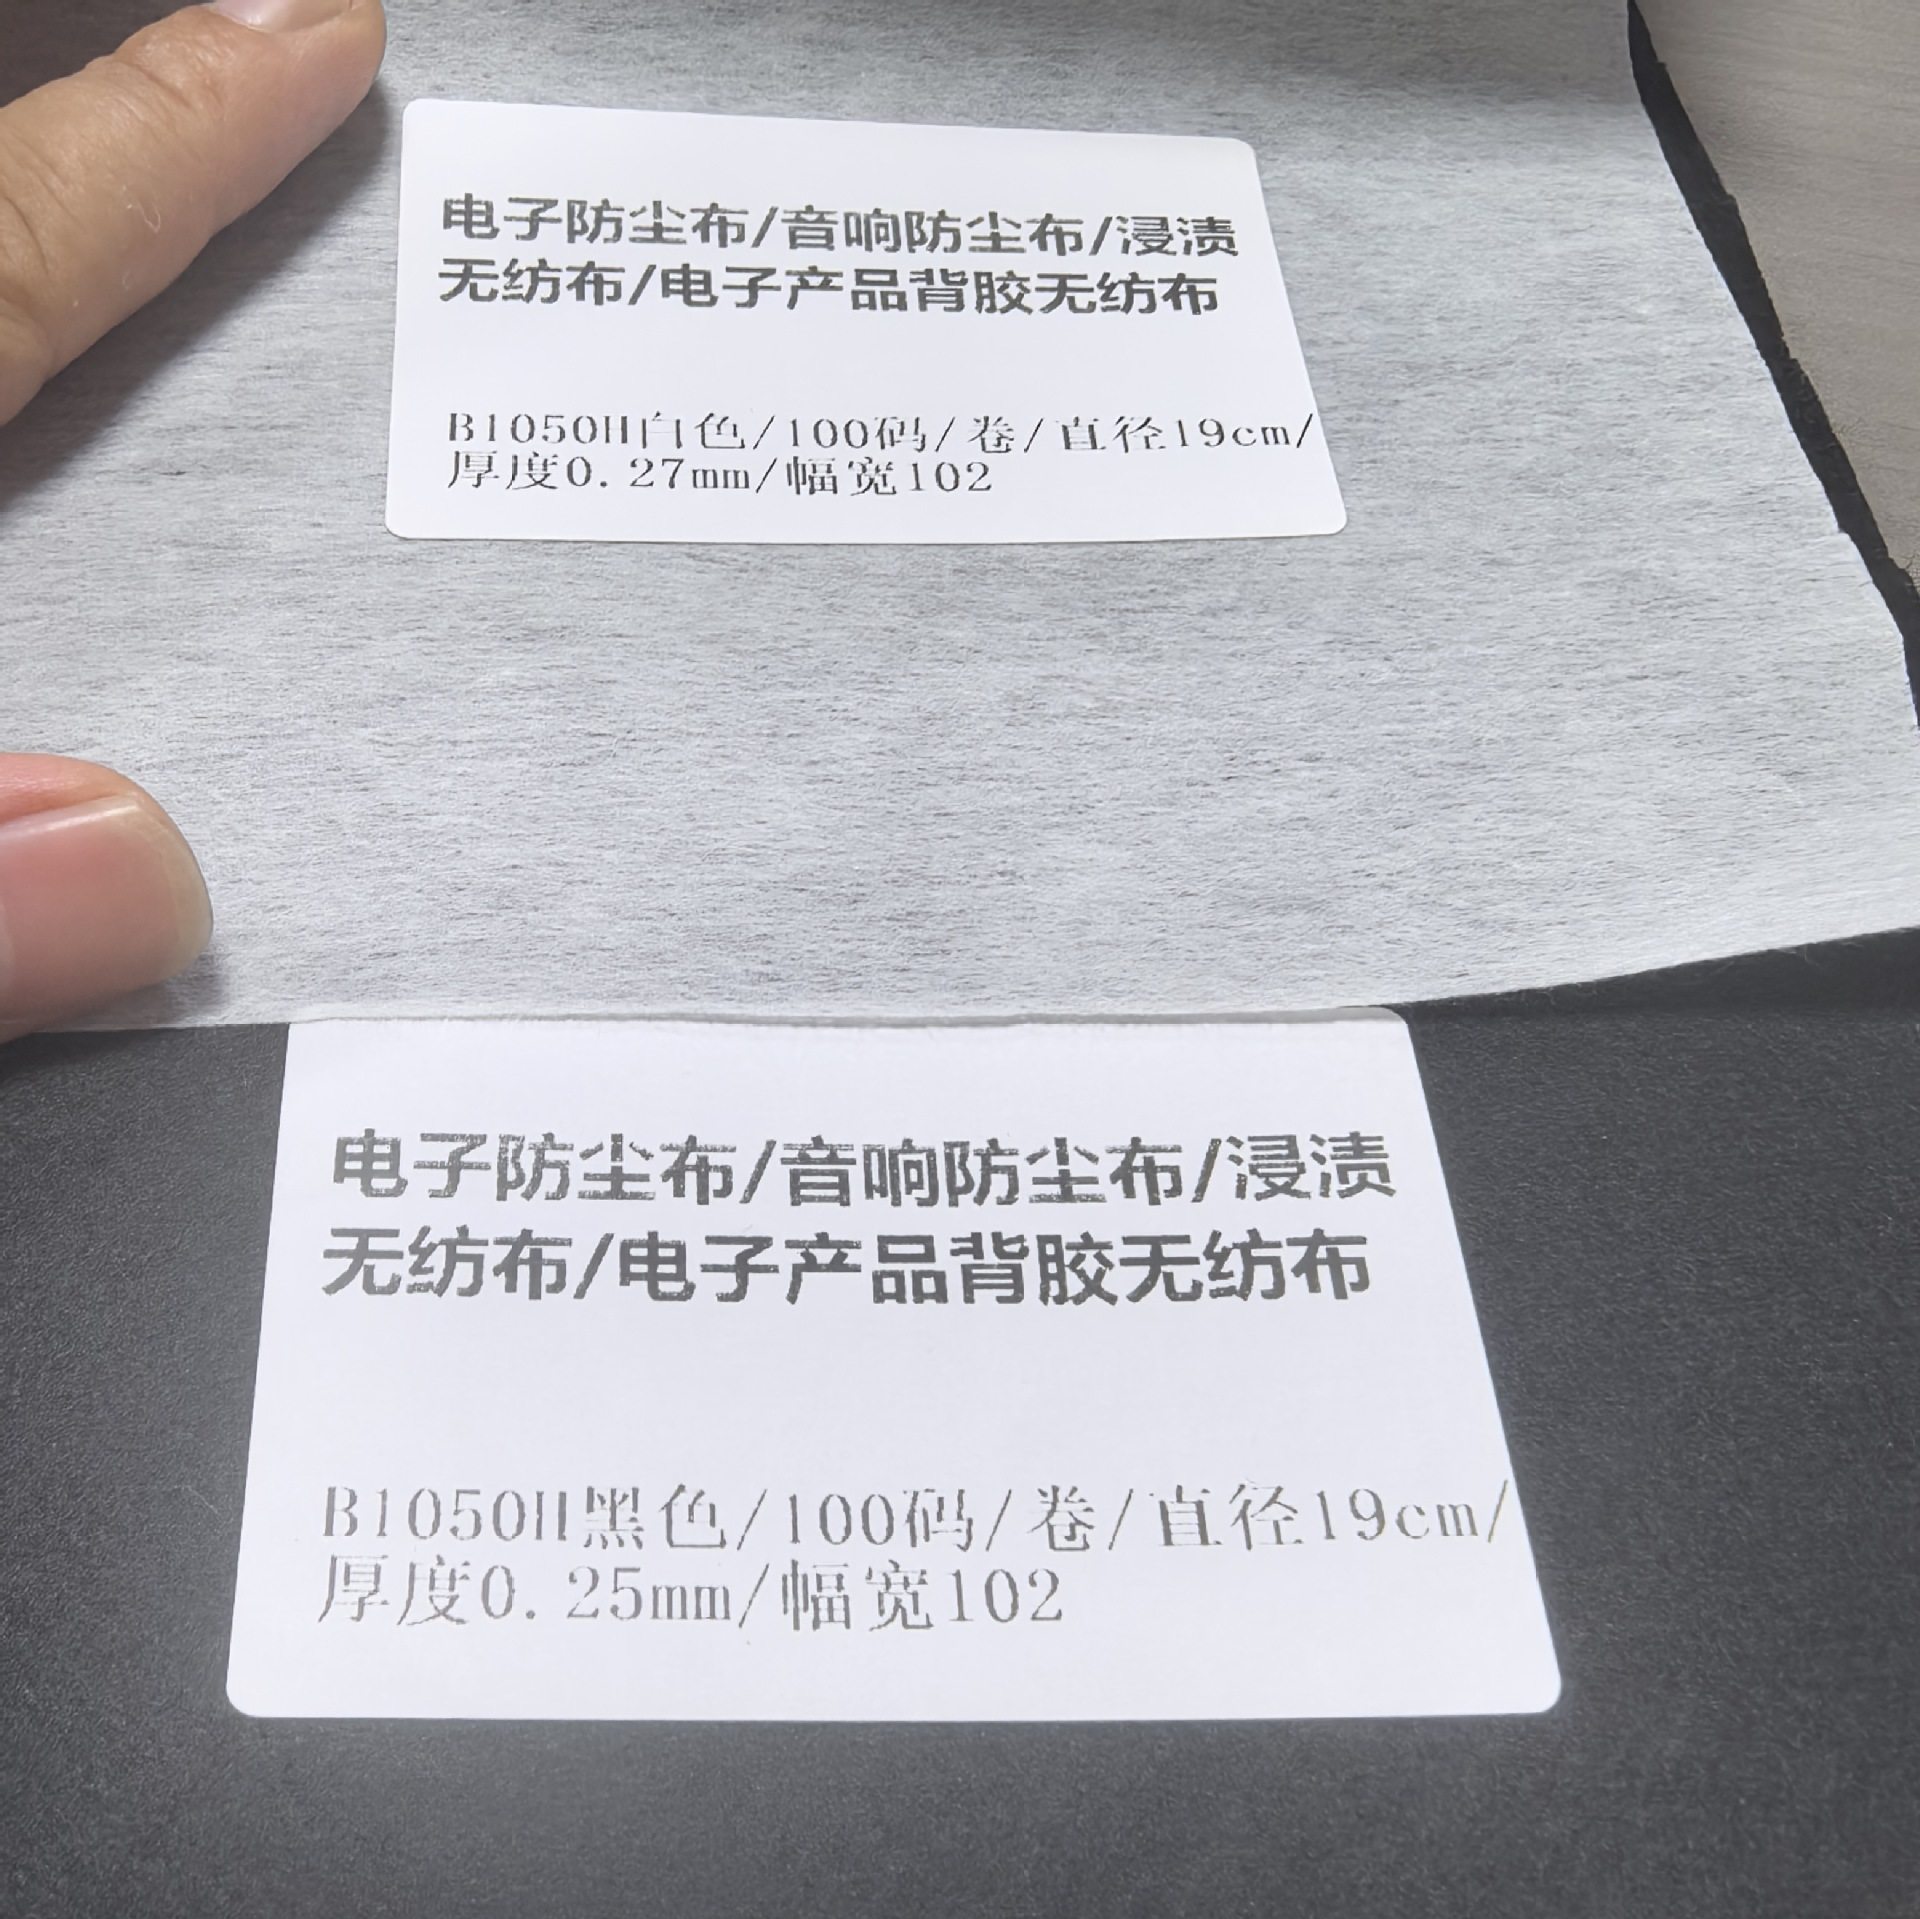 电子防尘布/音响防尘布/浸渍
无纺布/电子产品背胶无纺布
B1050H白色/100码/卷/直径19cm/
厚度0.27mm/幅宽102
电子防尘布/音响防尘布/浸渍
无纺布/电子产品背胶无纺布
B1050H黑色/100码/卷/直径19cm/
厚度0.25mm/幅宽102